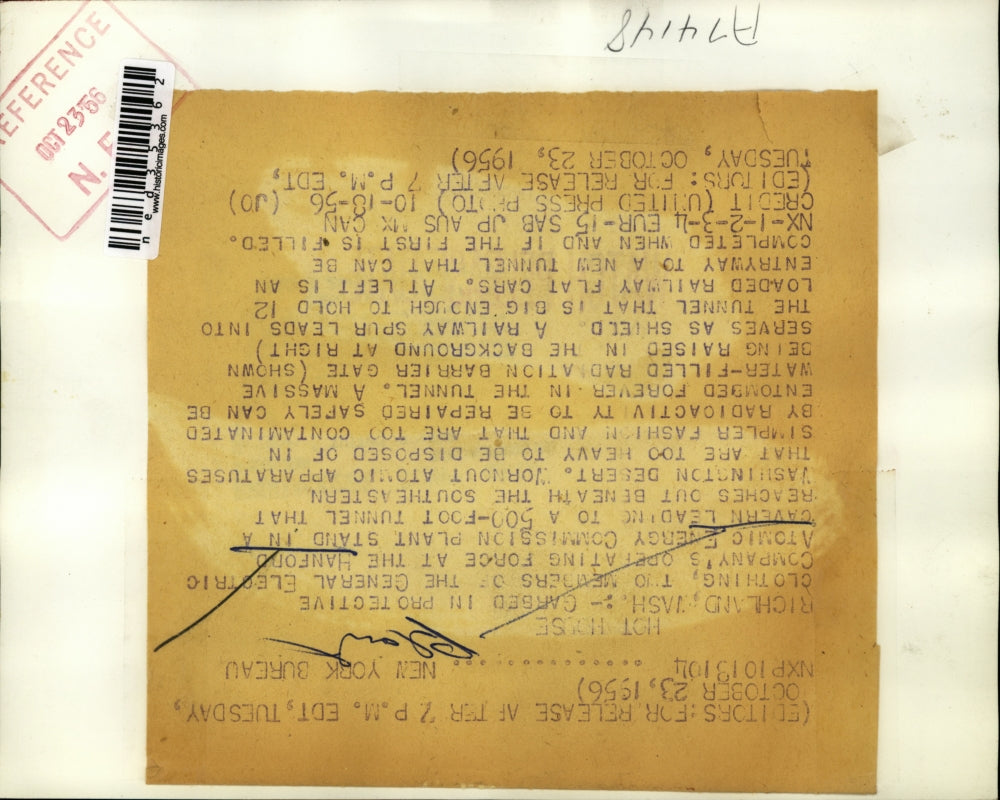 (EDITORS: FOR RELEASE AFTER 7 P.M. EDT, TUESDAY,
OCTOBER 23, 1956)
NXP1013104 .............. NEW YORK BUREAU
HOT HOUSE
RICHLAND, WASH.:- GARBED IN PROTECTIVE
CLOTHING, TWO MEMBERS OF THE GENERAL ELECTRIC
COMPANY'S OPERATING FORCE AT THE HANFORD
ATOMIC ENERGY COMMISSION PLANT STAND IN A
CAVERN LEADING TO A 500-FOOT TUNNEL THAT
REACHES OUT BENEATH THE SOUTHEASTERN
WASHINGTON DESERT. WORNOUT ATOMIC APPARATUSES
THAT ARE TOO HEAVY TO BE DISPOSED OF IN
SIMPLER FASHION AND THAT ARE TOO CONTAMINATED
BY RADIOACTIVITY TO BE REPAIRED SAFELY CAN BE
ENTOMBED FOREVER IN THE TUNNEL. A MASSIVE
WATER-FILLED RADIATION BARRIER GATE (SHOWN
BEING RAISED IN THE BACKGROUND AT RIGHT)
SERVES AS SHIELD. A RAILWAY SPUR LEADS INTO
THE TUNNEL THAT IS BIG ENOUGH TO HOLD 12
LOADED RAILWAY FLAT CARS. AT LEFT IS AN
ENTRYWAY TO A NEW TUNNEL THAT CAN BE
COMPLETED WHEN AND IF THE FIRST IS FILLED.
NX-1-2-3-4 EUR-15 SAB JP AUS MX CAN
CREDIT (UNITED PRESS PHOTO) 10-18-56 (JO)
(EDITORS: FOR RELEASE AFTER 7 P.M. EDT,
TUESDAY, OCTOBER 23, 1956)
REFERENCE
OCT 23 '56
N. E.
ned35362
www.historicimages.com